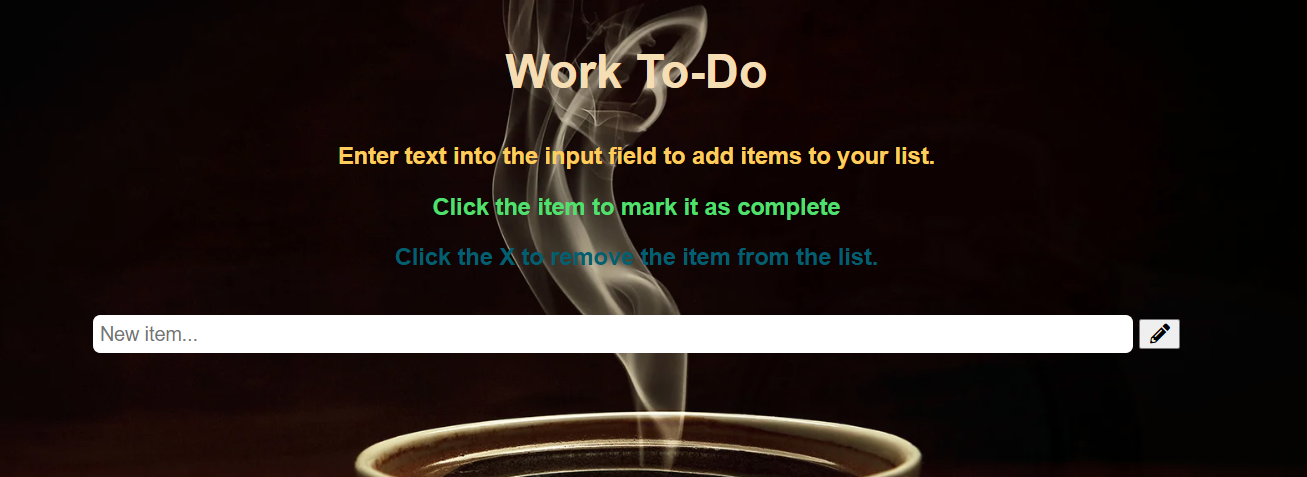 Work To-Do
Enter text into the input field to add items to your list.
Click the item to mark it as complete
Click the X to remove the item from the list.
New item...